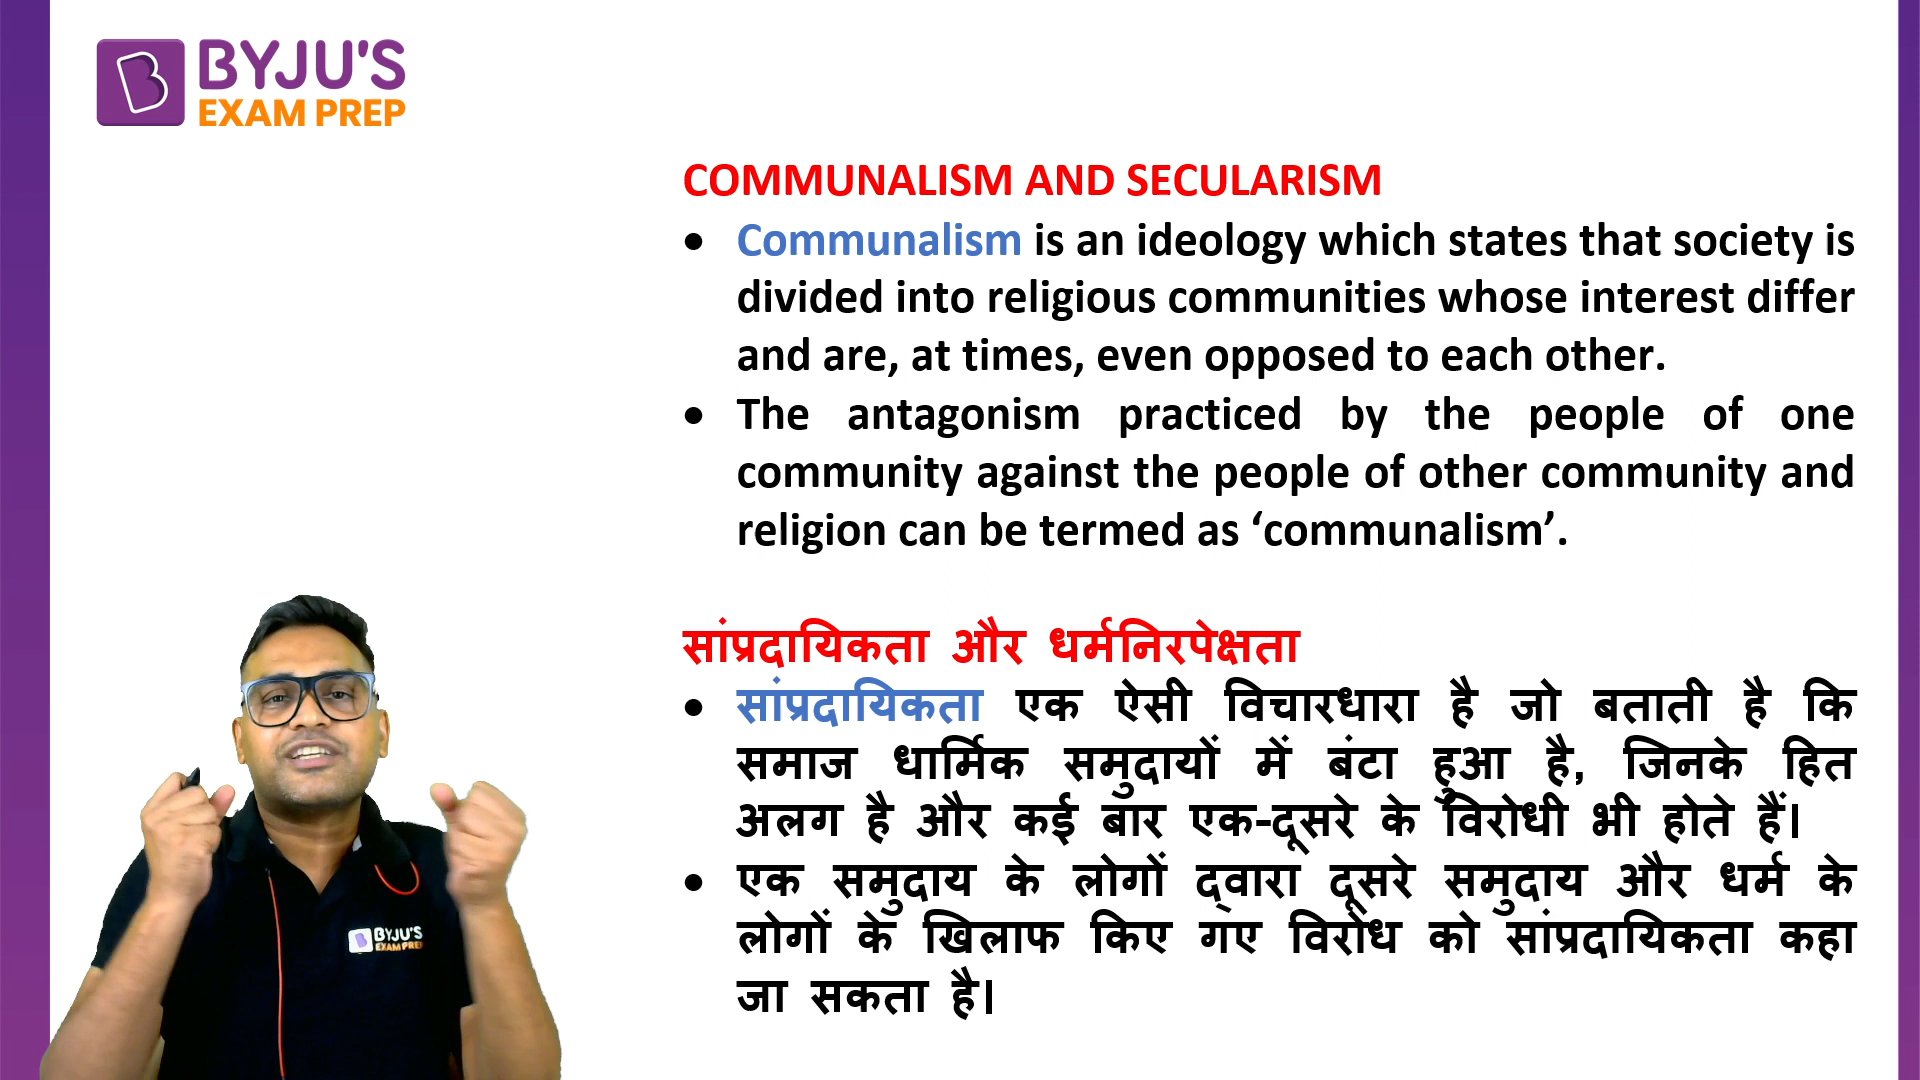 BYJU'S
EXAM PREP
COMMUNALISM AND SECULARISM
• Communalism is an ideology which states that society is
divided into religious communities whose interest differ
and are, at times, even opposed to each other.
• The antagonism practiced by the people of one
community against the people of other community and
religion can be termed as ‘communalism’.
सांप्रदायिकता और धर्मनिरपेक्षता
• सांप्रदायिकता एक ऐसी विचारधारा है जो बताती है कि
समाज धार्मिक समुदायों में बंटा हुआ है, जिनके हित
अलग है और कई बार एक-दूसरे के विरोधी भी होते हैं।
• एक समुदाय के लोगों द्वारा दूसरे समुदाय और धर्म के
लोगों के खिलाफ किए गए विरोध को सांप्रदायिकता कहा
जा सकता है।
BYJU'S
EXAM PREP